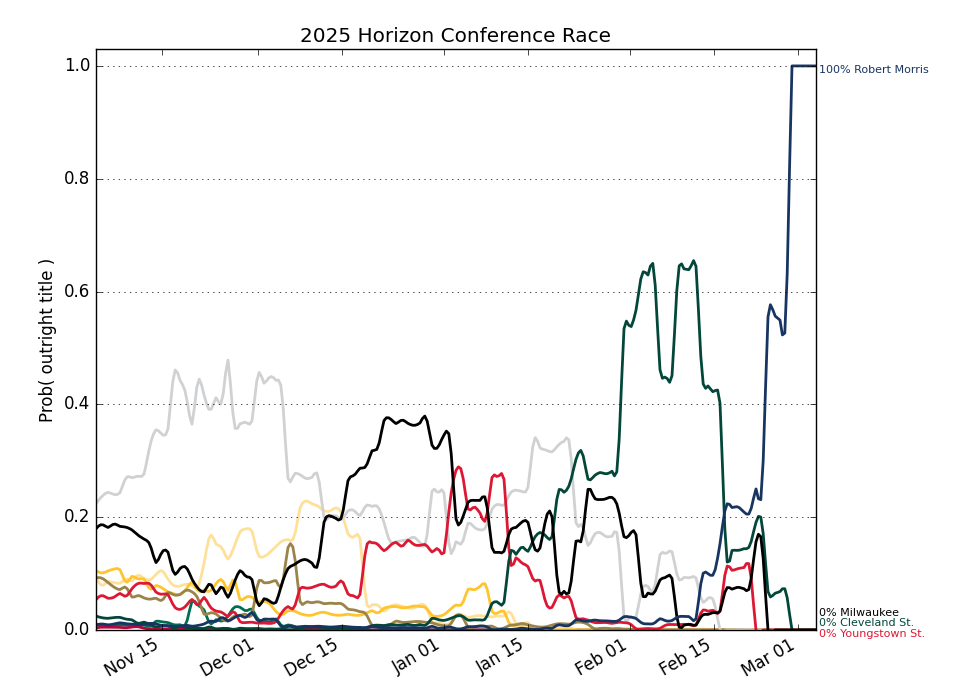 2025 Horizon Conference Race
Prob( outright title )
1.0
0.8
0.6
0.4
0.2
0.0
100% Robert Morris
0% Milwaukee
0% Cleveland St.
0% Youngstown St.
Nov 15
Dec 01
Dec 15
Jan 01
Jan 15
Feb 01
Feb 15
Mar 01